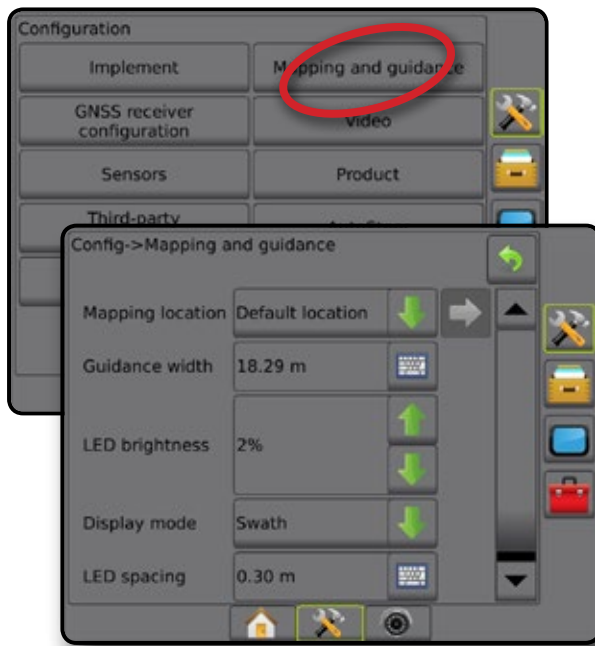 Configuration
Implement
Mapping and guidance
GNSS receiver
configuration
Video
Sensors
Product
Third-party
Config->Mapping and guidance
Mapping location
Default location
Guidance width
18.29 m
LED brightness
2%
Display mode
Swath
LED spacing
0.30 m